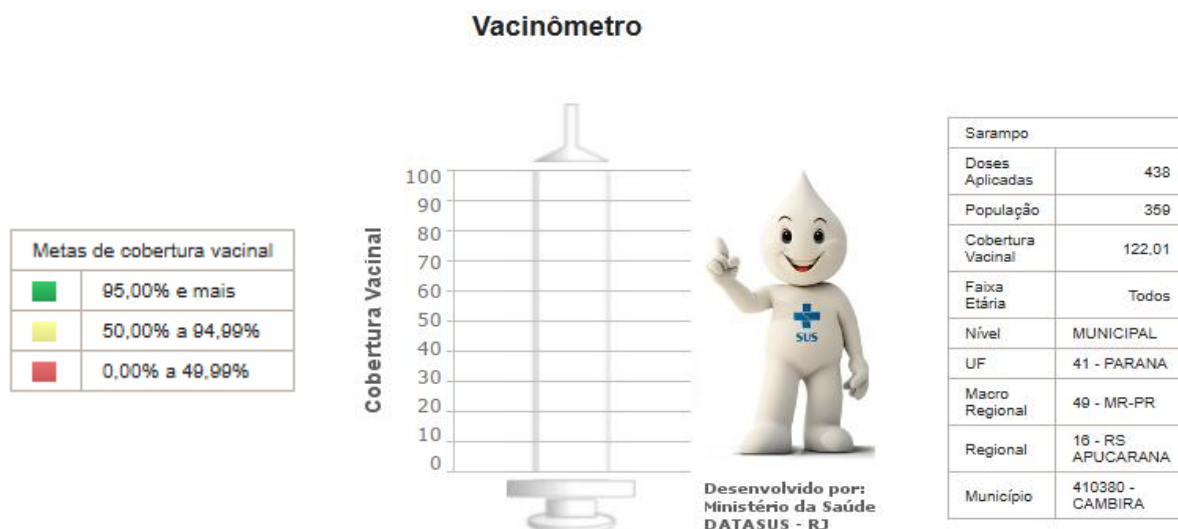 Vacinômetro
Metas de cobertura vacinal
95,00% e mais
50,00% a 94,99%
0,00% a 49,99%
Cobertura Vacinal
100
90
80
70
60
50
40
30
20
10
0
SUS
Desenvolvido por:
Ministério da Saúde
DATASUS - RJ
Sarampo
Doses
Aplicadas
438
População
359
Cobertura
Vacinal
122,01
Faixa
Etária
Todos
Nível
MUNICIPAL
UF
41 - PARANA
Macro
Regional
49 - MR-PR
Regional
16 - RS
APUCARANA
Município
410380 -
CAMBIRA